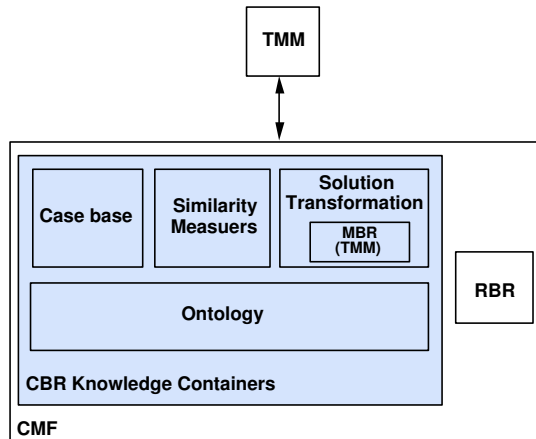 TMM
Case base
Similarity
Measuers
Solution
Transformation
MBR
(TMM)
RBR
Ontology
CBR Knowledge Containers
CMF